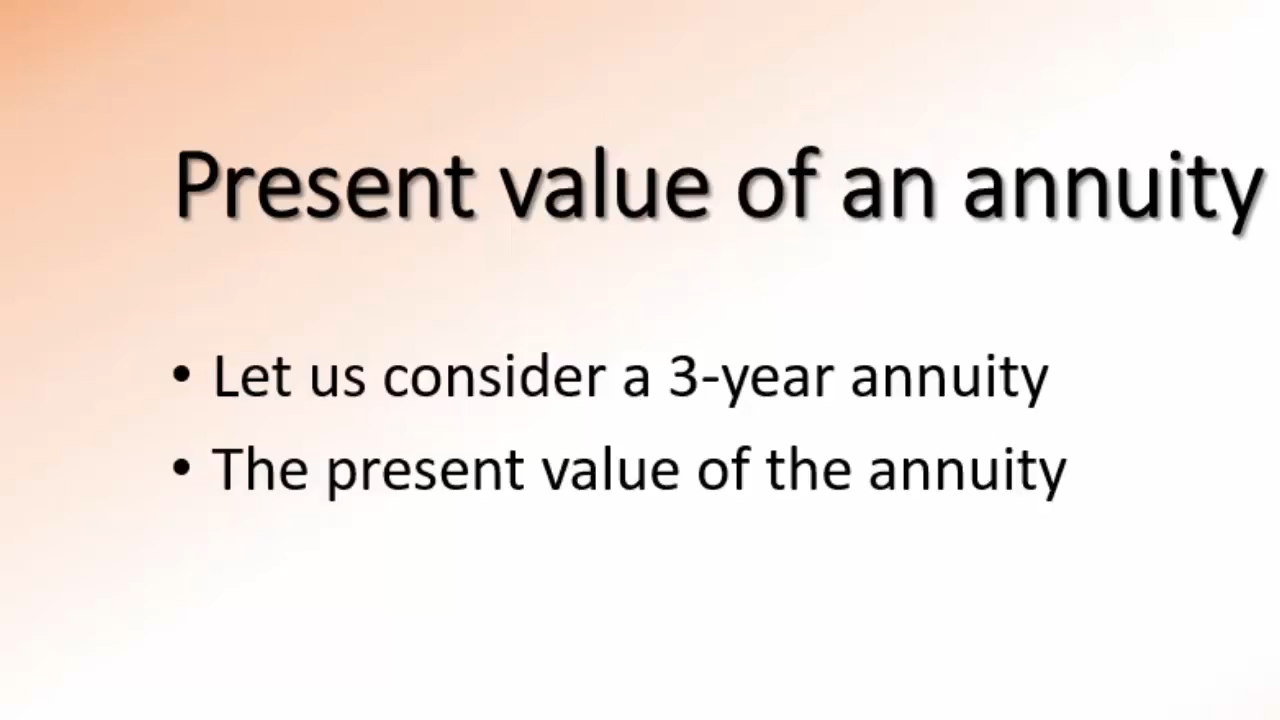 Present value of an annuity
• Let us consider a 3-year annuity
• The present value of the annuity